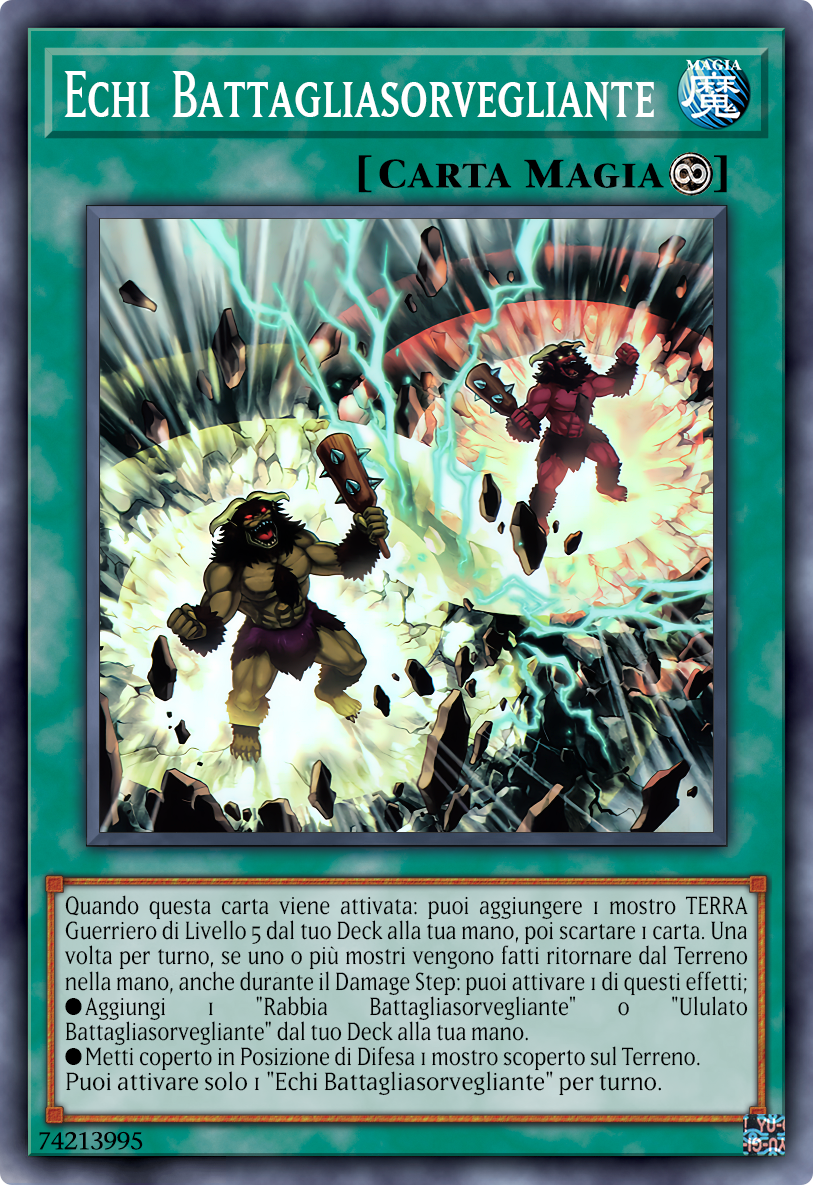 Echi Battagliasorvegliante
MAGIA
魔
[Carta Magia]
Quando questa carta viene attivata: puoi aggiungere 1 mostro TERRA
Guerriero di Livello 5 dal tuo Deck alla tua mano, poi scartare 1 carta. Una
volta per turno, se uno o più mostri vengono fatti ritornare dal Terreno
nella mano, anche durante il Damage Step: puoi attivare 1 di questi effetti;
●Aggiungi 1 "Rabbia Battagliasorvegliante" o "Ululato
Battagliasorvegliante" dal tuo Deck alla tua mano.
●Metti coperto in Posizione di Difesa 1 mostro scoperto sul Terreno.
Puoi attivare solo 1 "Echi Battagliasorvegliante" per turno.
74213995